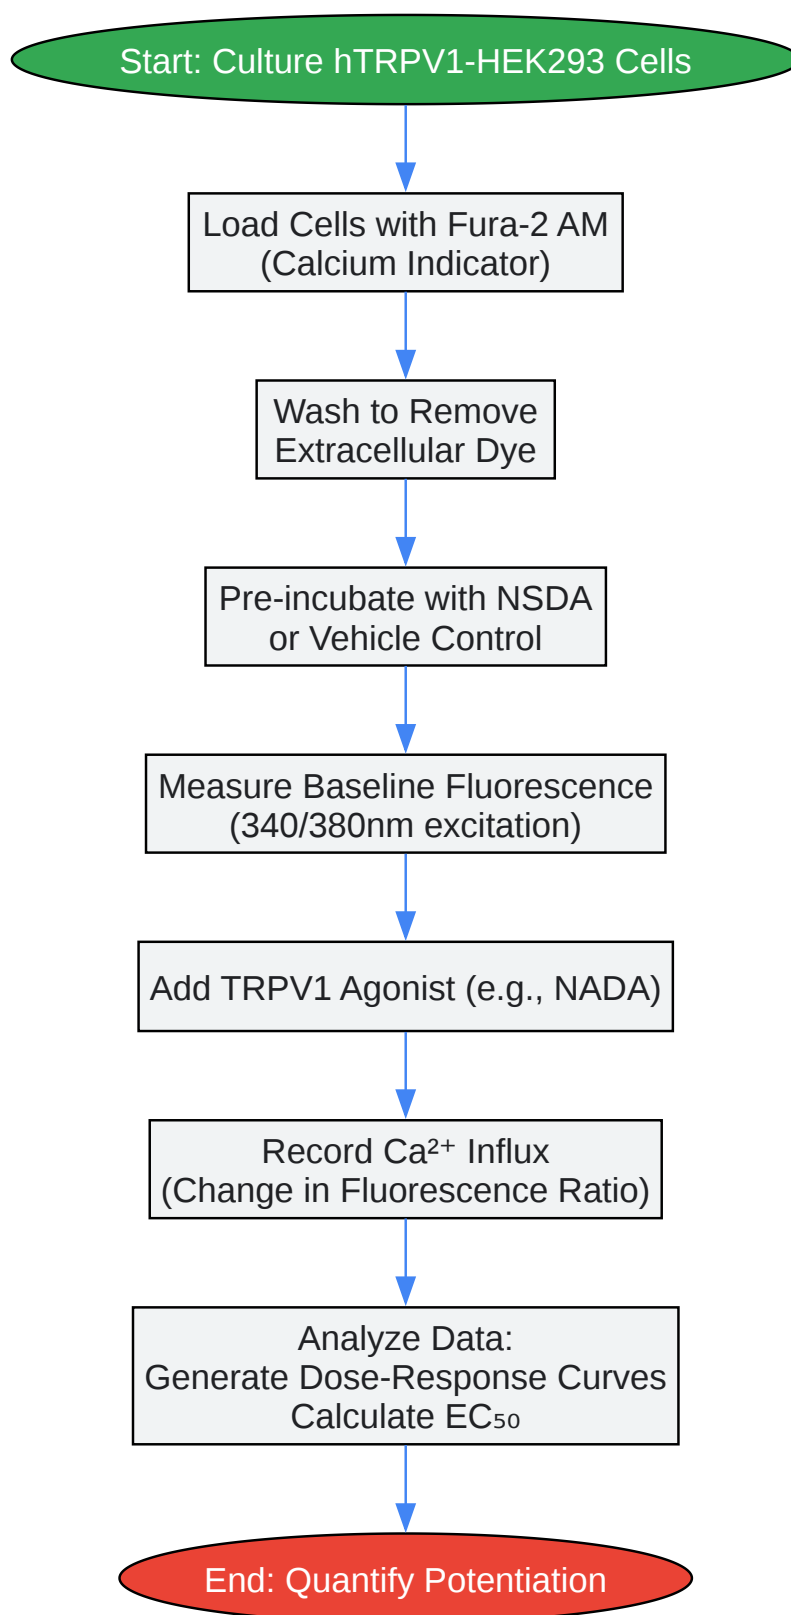 Start: Culture hTRPV1-HEK293 Cells
Load Cells with Fura-2 AM
(Calcium Indicator)
Wash to Remove
Extracellular Dye
Pre-incubate with NSDA
or Vehicle Control
Measure Baseline Fluorescence
(340/380nm excitation)
Add TRPV1 Agonist (e.g., NADA)
Record Ca²⁺ Influx
(Change in Fluorescence Ratio)
Analyze Data:
Generate Dose-Response Curves
Calculate EC₅₀
End: Quantify Potentiation